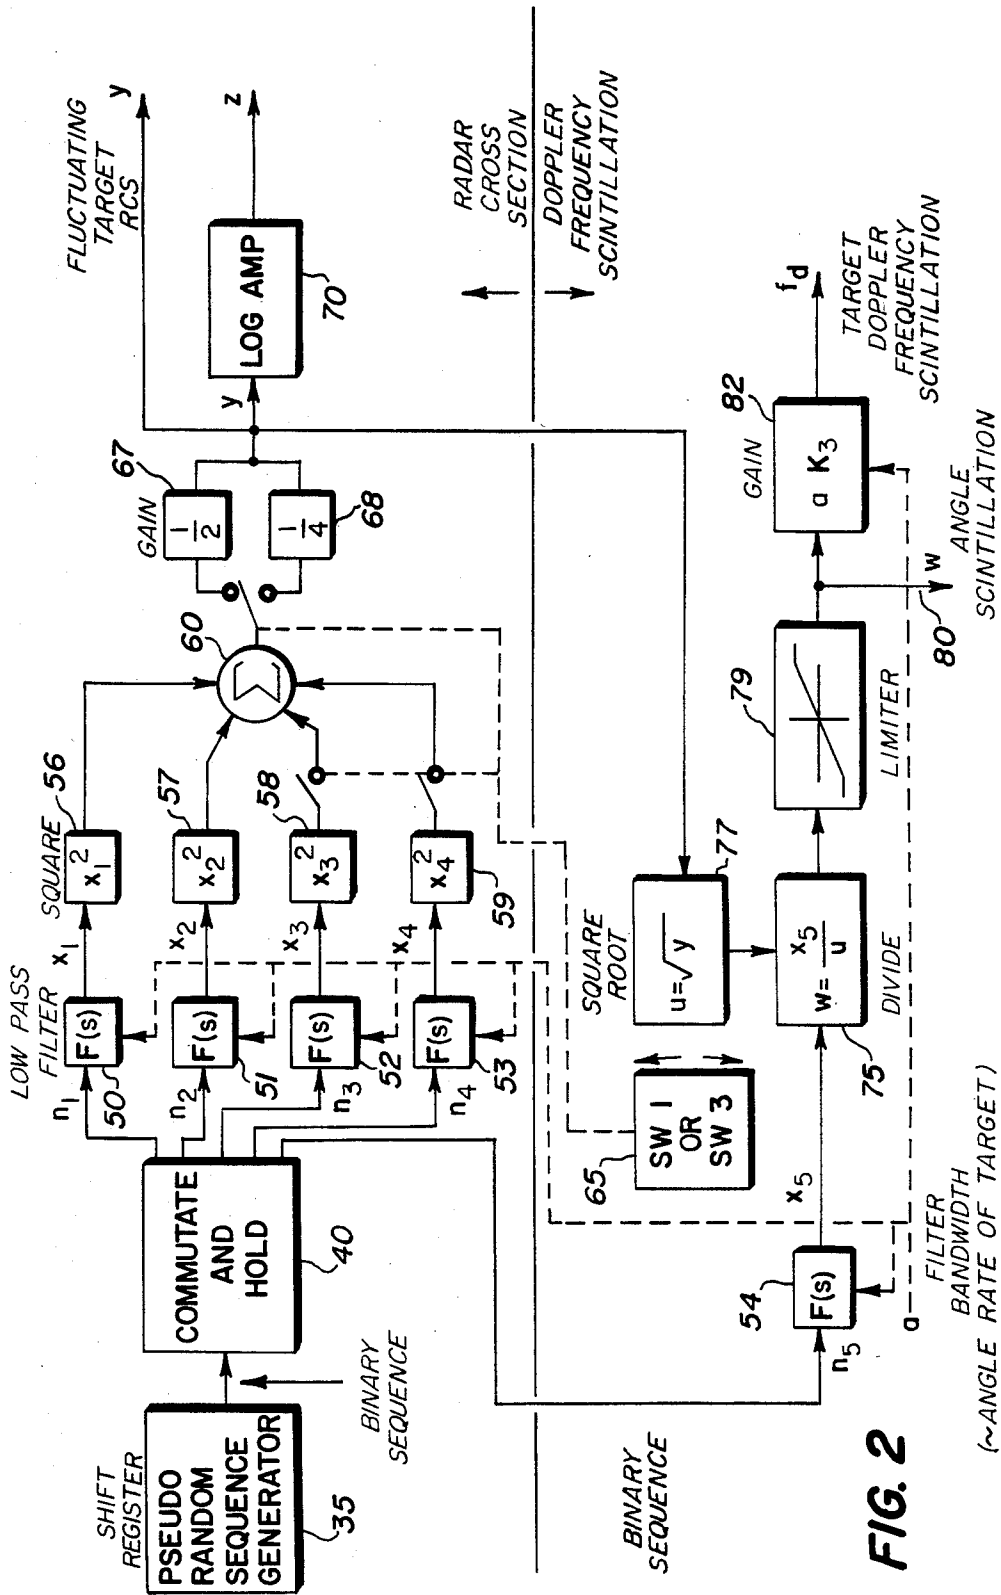 SHIFT
REGISTER
PSEUDO
RANDOM
SEQUENCE
GENERATOR
35
BINARY
SEQUENCE
COMMUTATE
AND
HOLD
40
LOW PASS
FILTER
n1
F(s)
50
n2
F(s)
51
n3
F(s)
52
n4
F(s)
53
x1
x2
x3
x4
SQUARE
x1²
56
x2²
57
x3²
58
x4²
59
Σ
60
GAIN
1/2
67
1/4
68
y
LOG AMP
70
FLUCTUATING
TARGET
RCS
y
z
RADAR
CROSS
SECTION
DOPPLER
FREQUENCY
SCINTILLATION
BINARY
SEQUENCE
n5
F(s)
54
x5
65
SW 1
OR
SW 3
SQUARE
ROOT
u=√y
77
w= x5/u
75
DIVIDE
79
LIMITER
GAIN
a K3
82
fd
TARGET
DOPPLER
FREQUENCY
SCINTILLATION
80
w
ANGLE
SCINTILLATION
a
FILTER
BANDWIDTH
(~ANGLE RATE OF TARGET)
FIG. 2